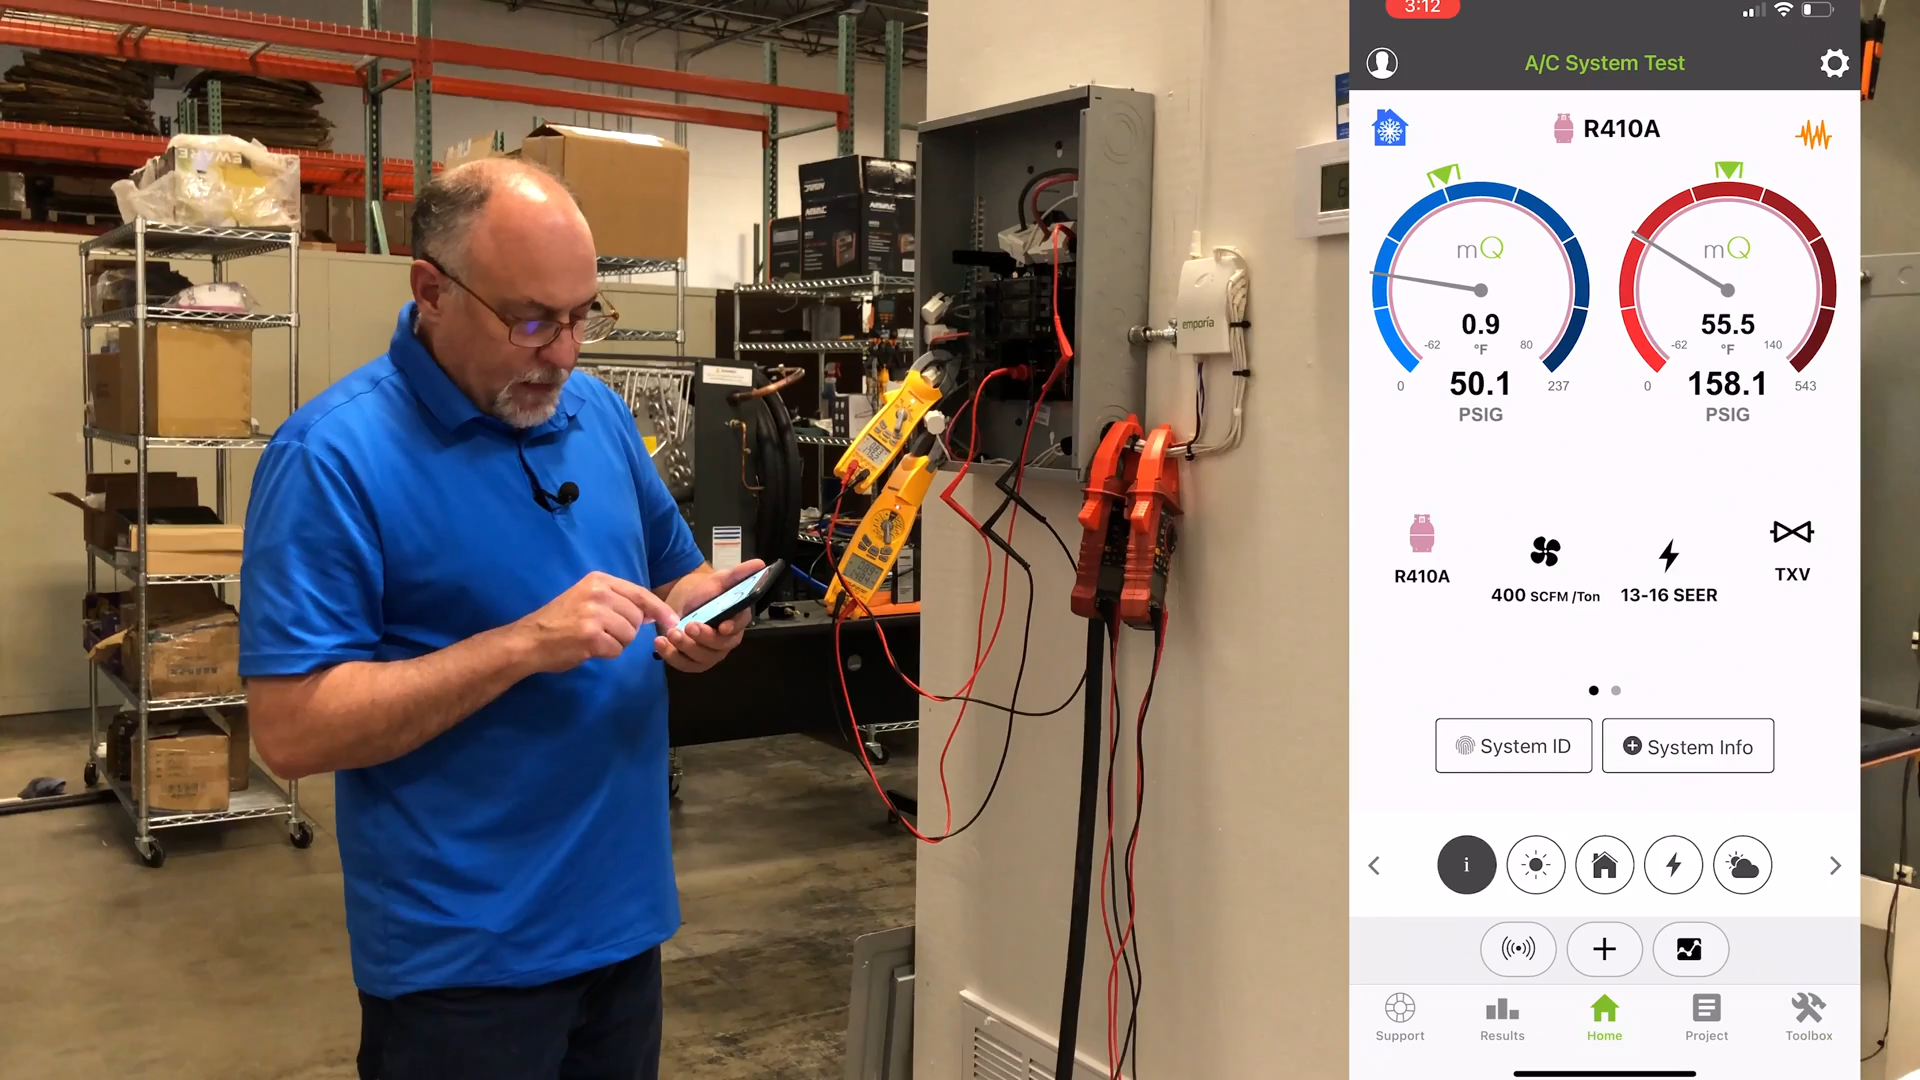 3:12
A/C System Test
R410A
mQ
0.9
°F
-62
80
0
50.1
237
PSIG
mQ
55.5
°F
-62
140
0
158.1
543
PSIG
R410A
400 SCFM /Ton
13-16 SEER
TXV
System ID
System Info
i
Support
Results
Home
Project
Toolbox
emporia